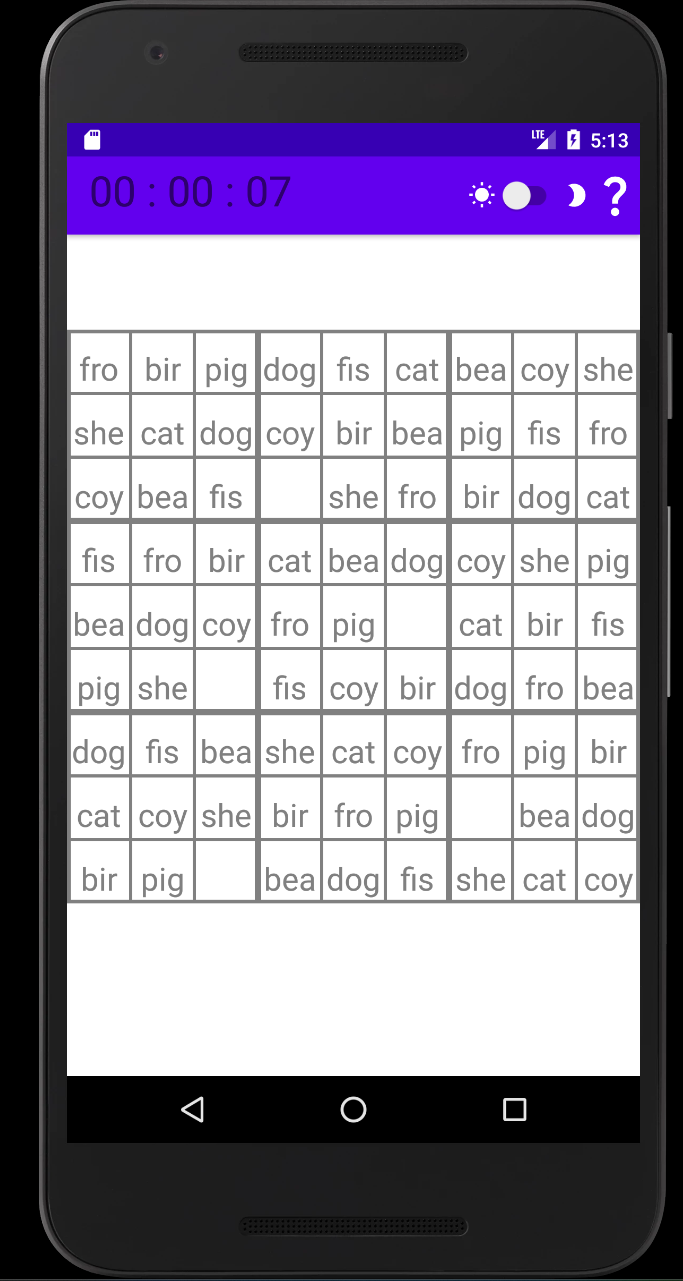 LTE 5:13
00 : 00 : 07 ?
fro bir pig dog fis cat bea coy she
she cat dog coy bir bea pig fis fro
coy bea fis she fro bir dog cat
fis fro bir cat bea dog coy she pig
bea dog coy fro pig cat bir fis
pig she fis coy bir dog fro bea
dog fis bea she cat coy fro pig bir
cat coy she bir fro pig bea dog
bir pig bea dog fis she cat coy